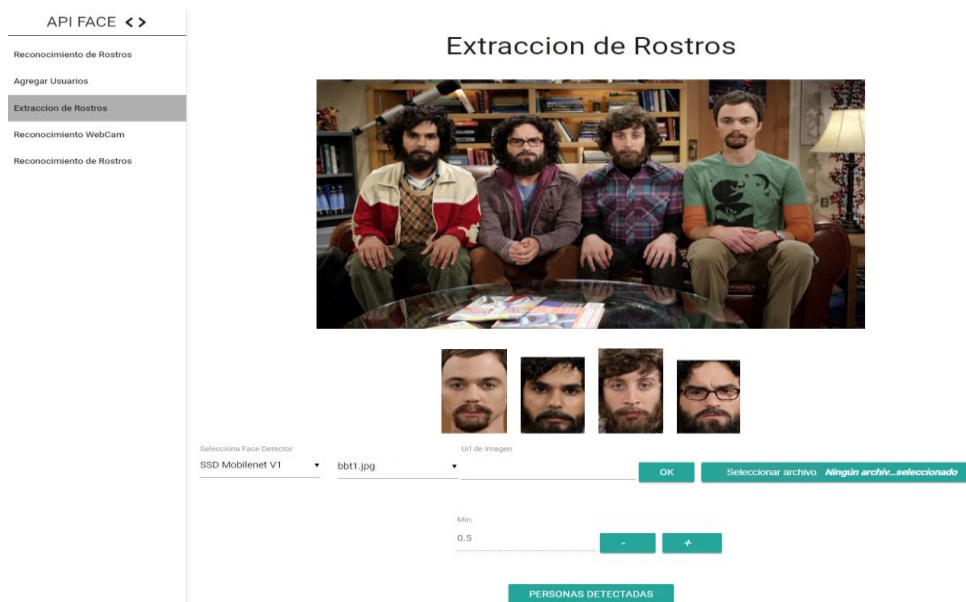 API FACE <>
Reconocimiento de Rostros
Agregar Usuarios
Extraccion de Rostros
Reconocimiento WebCam
Reconocimiento de Rostros
Extraccion de Rostros
Selecciona Face Detector
SSD Mobilenet V1
bbt1.jpg
Url de Imagen
OK
Seleccionar archivo Ningún archiv...seleccionado
Min:
0.5
-
+
PERSONAS DETECTADAS